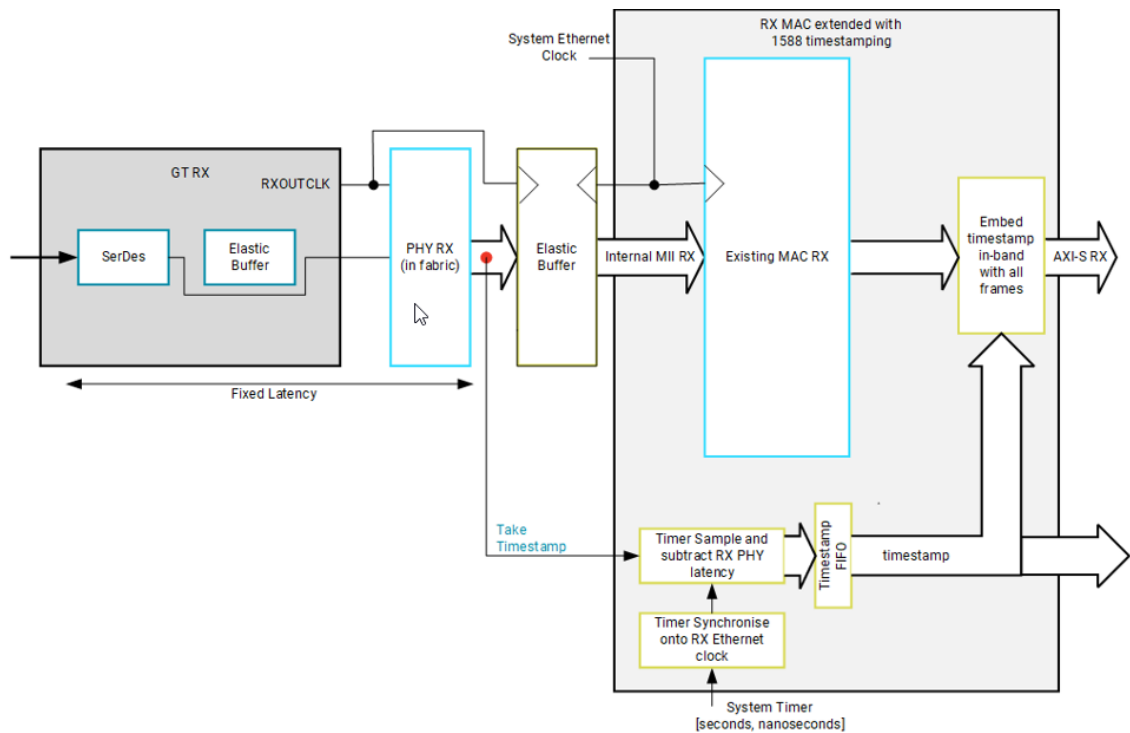 RX MAC extended with
1588 timestamping
System Ethernet
Clock
GT RX
RXOUTCLK
SerDes
Elastic
Buffer
PHY RX
(in fabric)
Elastic
Buffer
Internal MII RX
Existing MAC RX
Embed
timestamp
in-band
with all
frames
AXI-S RX
Fixed Latency
Take
Timestamp
Timer Sample and
subtract RX PHY
latency
Timestamp
FIFO
timestamp
Timer Synchronise
onto RX Ethernet
clock
System Timer
[seconds, nanoseconds]